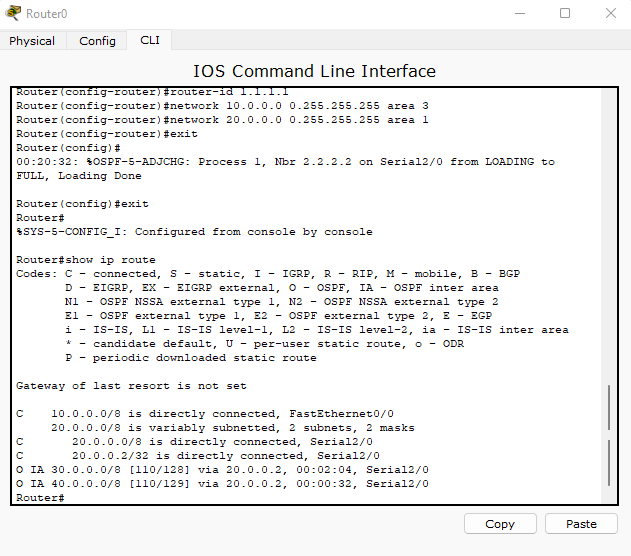 Router0
Physical Config CLI
IOS Command Line Interface
Router(config-router)#router-id 1.1.1.1
Router(config-router)#network 10.0.0.0 0.255.255.255 area 3
Router(config-router)#network 20.0.0.0 0.255.255.255 area 1
Router(config-router)#exit
Router(config)#
00:20:32: %OSPF-5-ADJCHG: Process 1, Nbr 2.2.2.2 on Serial2/0 from LOADING to
FULL, Loading Done
Router(config)#exit
Router#
%SYS-5-CONFIG_I: Configured from console by console
Router#show ip route
Codes: C - connected, S - static, I - IGRP, R - RIP, M - mobile, B - BGP
D - EIGRP, EX - EIGRP external, O - OSPF, IA - OSPF inter area
N1 - OSPF NSSA external type 1, N2 - OSPF NSSA external type 2
E1 - OSPF external type 1, E2 - OSPF external type 2, E - EGP
i - IS-IS, L1 - IS-IS level-1, L2 - IS-IS level-2, ia - IS-IS inter area
* - candidate default, U - per-user static route, o - ODR
P - periodic downloaded static route
Gateway of last resort is not set
C 10.0.0.0/8 is directly connected, FastEthernet0/0
20.0.0.0/8 is variably subnetted, 2 subnets, 2 masks
C 20.0.0.0/8 is directly connected, Serial2/0
C 20.0.0.2/32 is directly connected, Serial2/0
O IA 30.0.0.0/8 [110/128] via 20.0.0.2, 00:02:04, Serial2/0
O IA 40.0.0.0/8 [110/129] via 20.0.0.2, 00:00:32, Serial2/0
Router#
Copy Paste